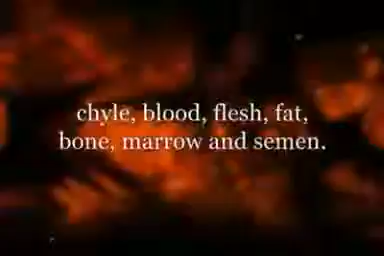 chyle, blood, flesh, fat,
bone, marrow and semen.